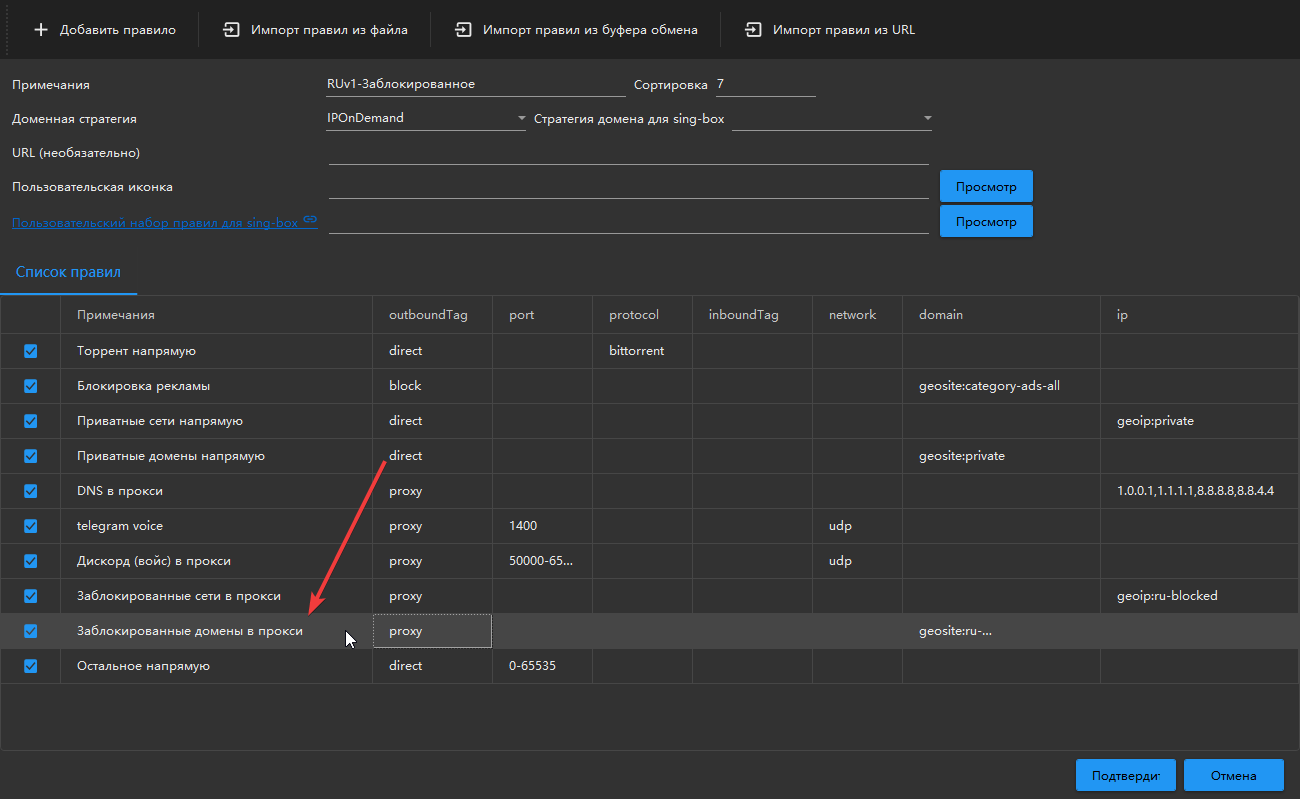 Добавить правило Импорт правил из файла Импорт правил из буфера обмена Импорт правил из URL
Примечания RUv1-Заблокированное Сортировка 7
Доменная стратегия IPOnDemand Стратегия домена для sing-box
URL (необязательно)
Пользовательская иконка Просмотр
Пользовательский набор правил для sing-box Просмотр
Список правил
Примечания outboundTag port protocol inboundTag network domain ip
Торрент напрямую direct bittorrent
Блокировка рекламы block geosite:category-ads-all
Приватные сети напрямую direct geoip:private
Приватные домены напрямую direct geosite:private
DNS в прокси proxy 1.0.0.1,1.1.1.1,8.8.8.8,8.8.4.4
telegram voice proxy 1400 udp
Дискорд (войс) в прокси proxy 50000-65... udp
Заблокированные сети в прокси proxy geoip:ru-blocked
Заблокированные домены в прокси proxy geosite:ru-...
Остальное напрямую direct 0-65535
Подтверди Отмена